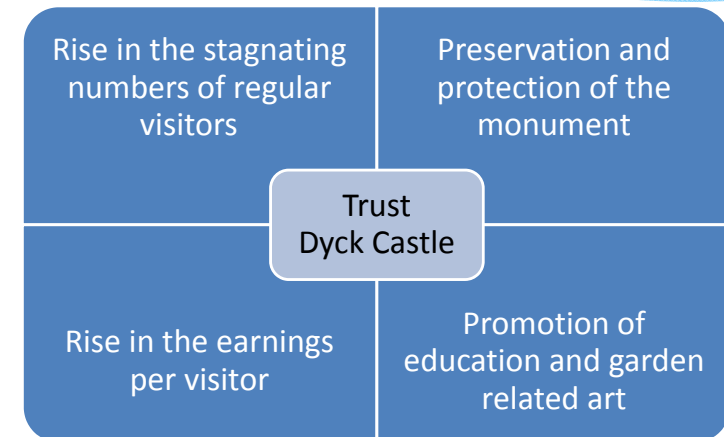 Rise in the stagnating
numbers of regular
visitors
Preservation and
protection of the
monument
Trust
Dyck Castle
Rise in the earnings
per visitor
Promotion of
education and garden
related art